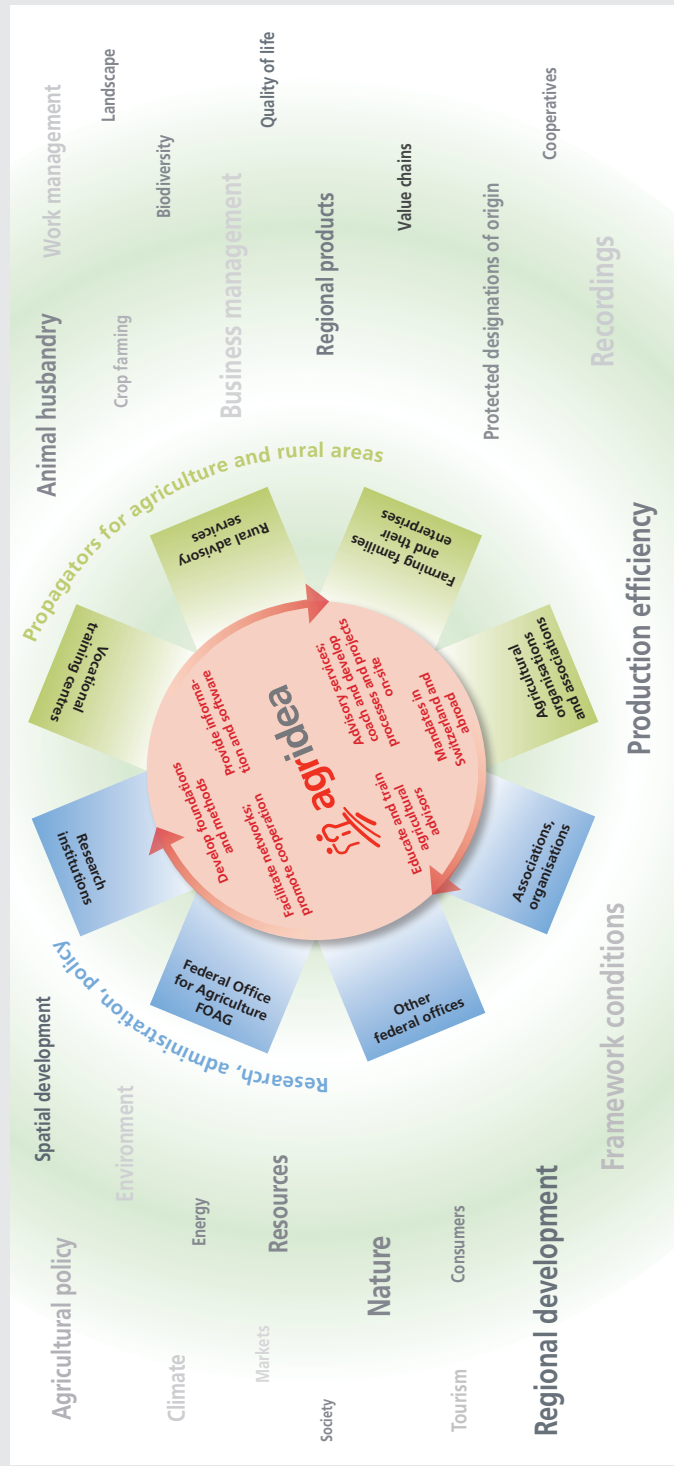 Agricultural policy
Spatial development
Animal husbandry
Work management
Landscape
Climate
Environment
Crop farming
Biodiversity
Energy
Markets
Resources
Business management
Quality of life
Society
Nature
Regional products
Value chains
Tourism
Consumers
Protected designations of origin
Cooperatives
Regional development
Framework conditions
Production efficiency
Recordings
Research, administration, policy
Propagators for agriculture and rural areas
Research
institutions
Federal Office
for Agriculture
FOAG
Other
federal offices
Associations,
organisations
Vocational
training centres
Rural advisory
services
Farming families
and their
enterprises
Agricultural
organisations
and associations
Develop foundations
and methods
Provide informa-
tion and software
Facilitate networks;
promote cooperation
agridea
Advisory services;
coach and develop
processes and projects
on-site
Educate and train
agricultural
advisors
Mandates in
Switzerland and
abroad